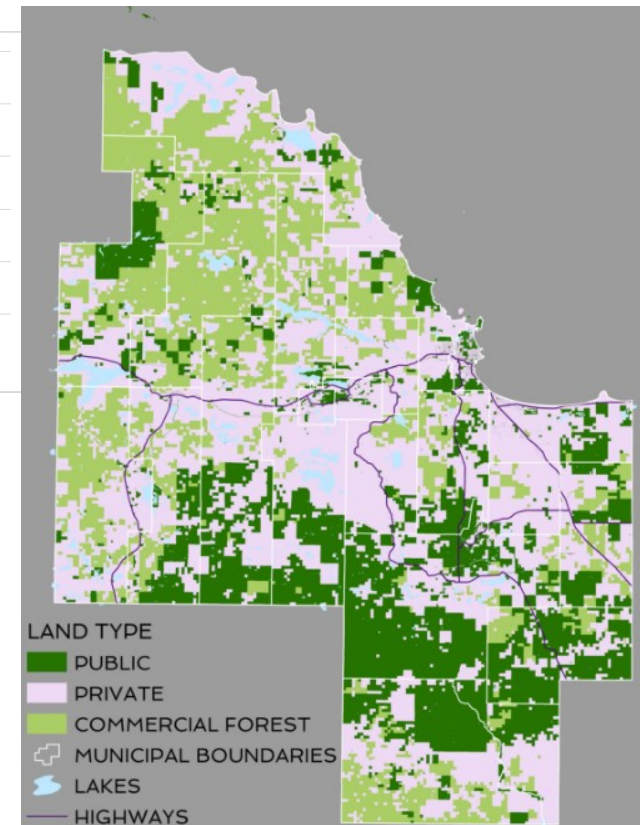 LAND TYPE
PUBLIC
PRIVATE
COMMERCIAL FOREST
MUNICIPAL BOUNDARIES
LAKES
HIGHWAYS